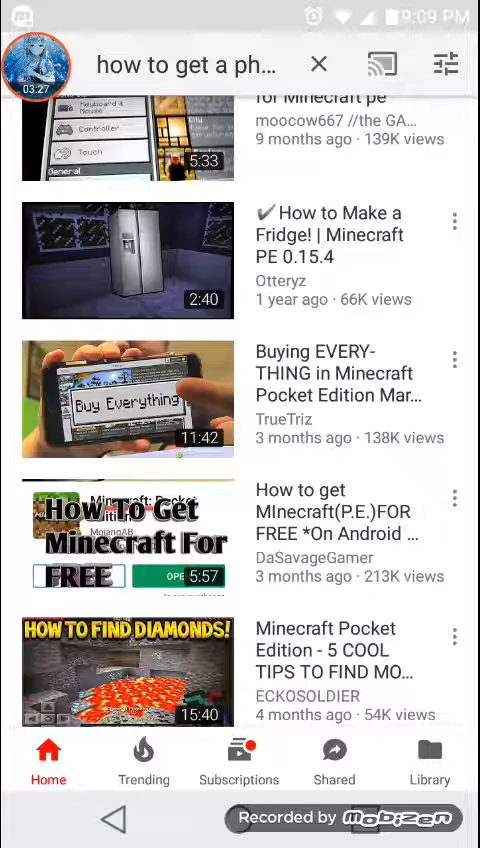 9:09 PM
03:27
how to get a ph...
Keyboard &
Mouse
Controller
Touch
General
5:33
for Minecraft pe
moocow667 //the GA...
9 months ago · 139K views
2:40
✔How to Make a
Fridge! | Minecraft
PE 0.15.4
Otteryz
1 year ago · 66K views
Buy Everything
11:42
Buying EVERY-
THING in Minecraft
Pocket Edition Mar...
TrueTriz
3 months ago · 138K views
How To Get
Minecraft For
FREE
MojangAB
OPE
5:57
How to get
MInecraft(P.E.)FOR
FREE *On Android ...
DaSavageGamer
3 months ago · 213K views
HOW TO FIND DIAMONDS!
15:40
Minecraft Pocket
Edition - 5 COOL
TIPS TO FIND MO...
ECKOSOLDIER
4 months ago · 54K views
Home
Trending
Subscriptions
Shared
Library
Recorded by Mobizen